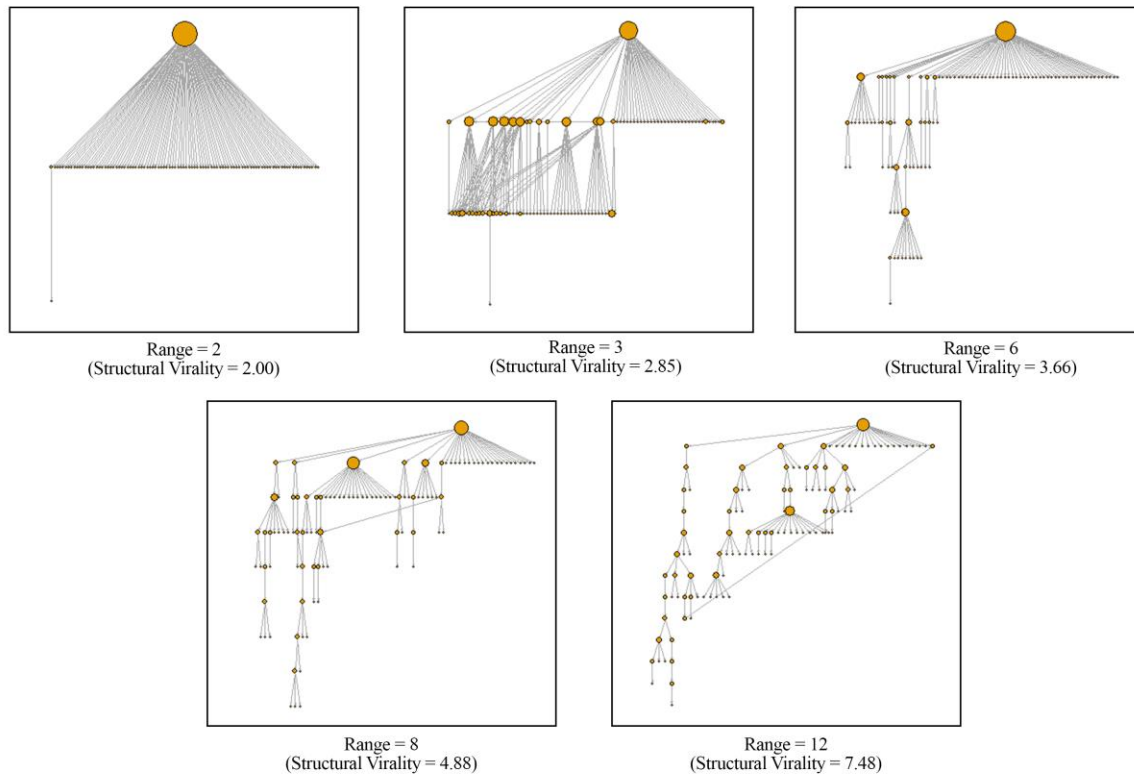 Range = 2
(Structural Virality = 2.00)
Range = 3
(Structural Virality = 2.85)
Range = 6
(Structural Virality = 3.66)
Range = 8
(Structural Virality = 4.88)
Range = 12
(Structural Virality = 7.48)